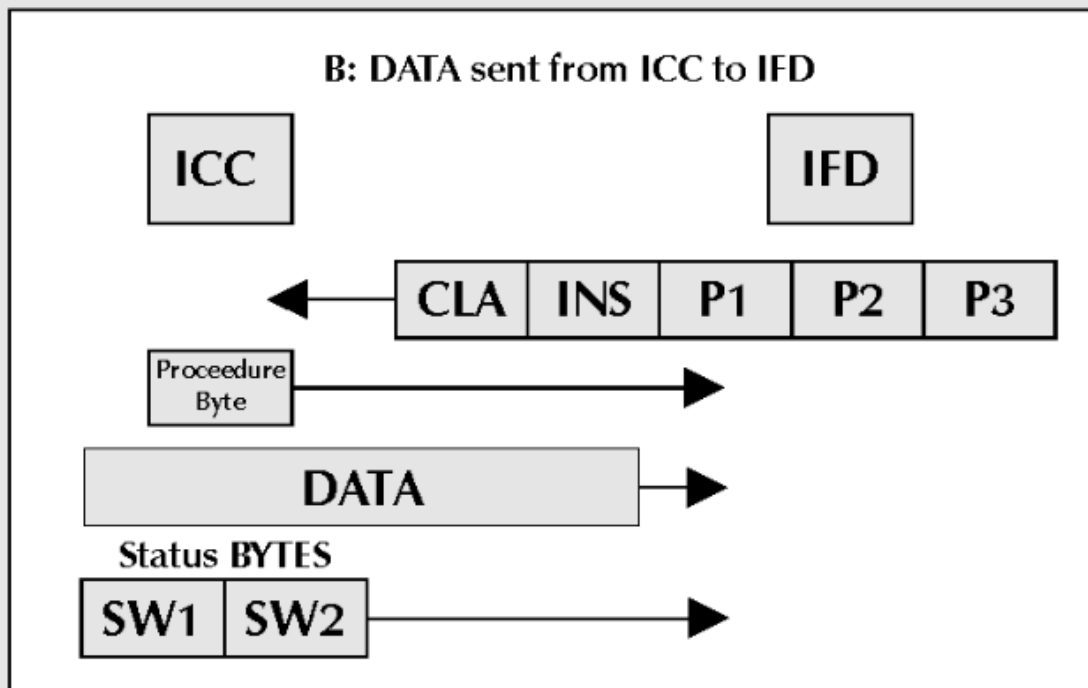 B: DATA sent from ICC to IFD
ICC
IFD
CLA INS P1 P2 P3
Proceedure
Byte
DATA
Status BYTES
SW1 SW2